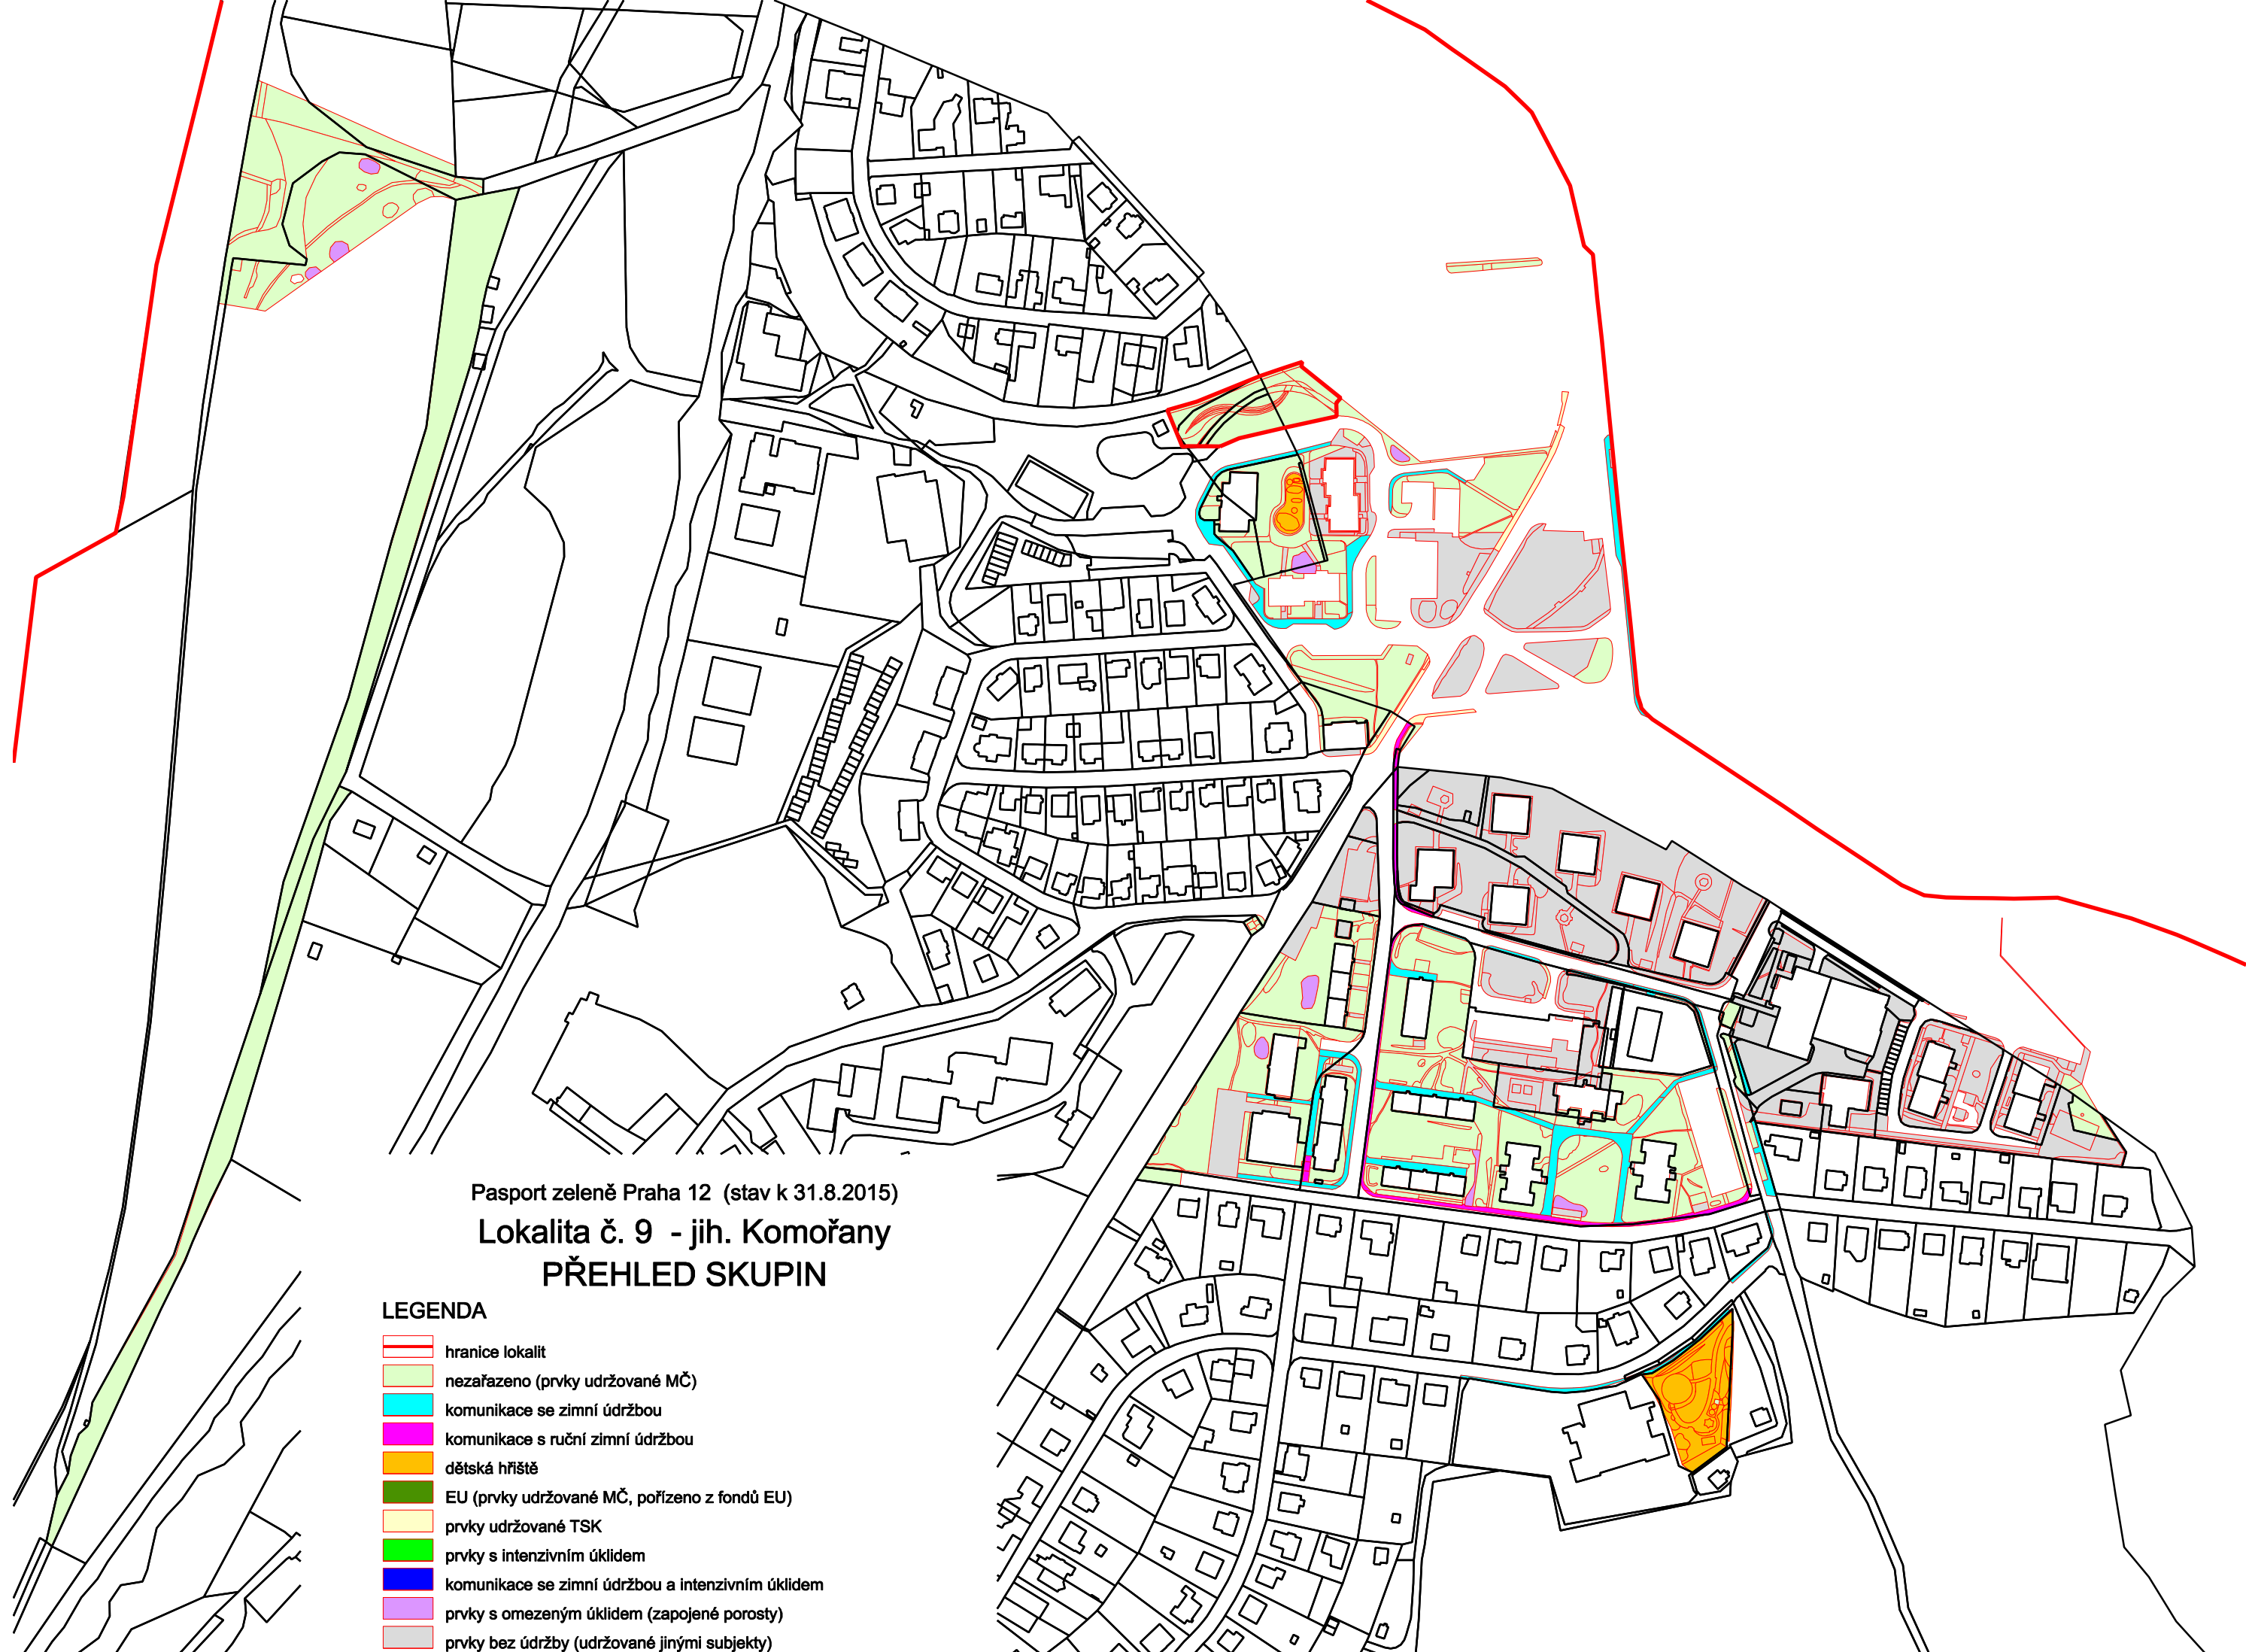 Pasport zeleně Praha 12 (stav k 31.8.2015)
Lokalita č. 9 - jih. Komořany
PŘEHLED SKUPIN
LEGENDA
hranice lokalit
nezařazeno (prvky udržované MČ)
komunikace se zimní údržbou
komunikace s ruční zimní údržbou
dětská hřiště
EU (prvky udržované MČ, pořízeno z fondů EU)
prvky udržované TSK
prvky s intenzivním úklidem
komunikace se zimní údržbou a intenzivním úklidem
prvky s omezeným úklidem (zapojené porosty)
prvky bez údržby (udržované jinými subjekty)